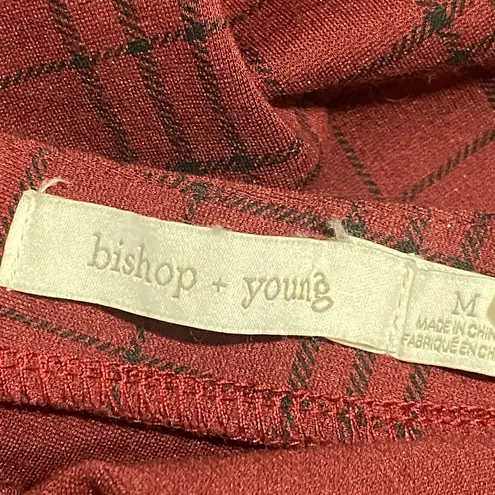 bishop + young
M
MADE IN CHIN
FABRIQUÉ EN CH